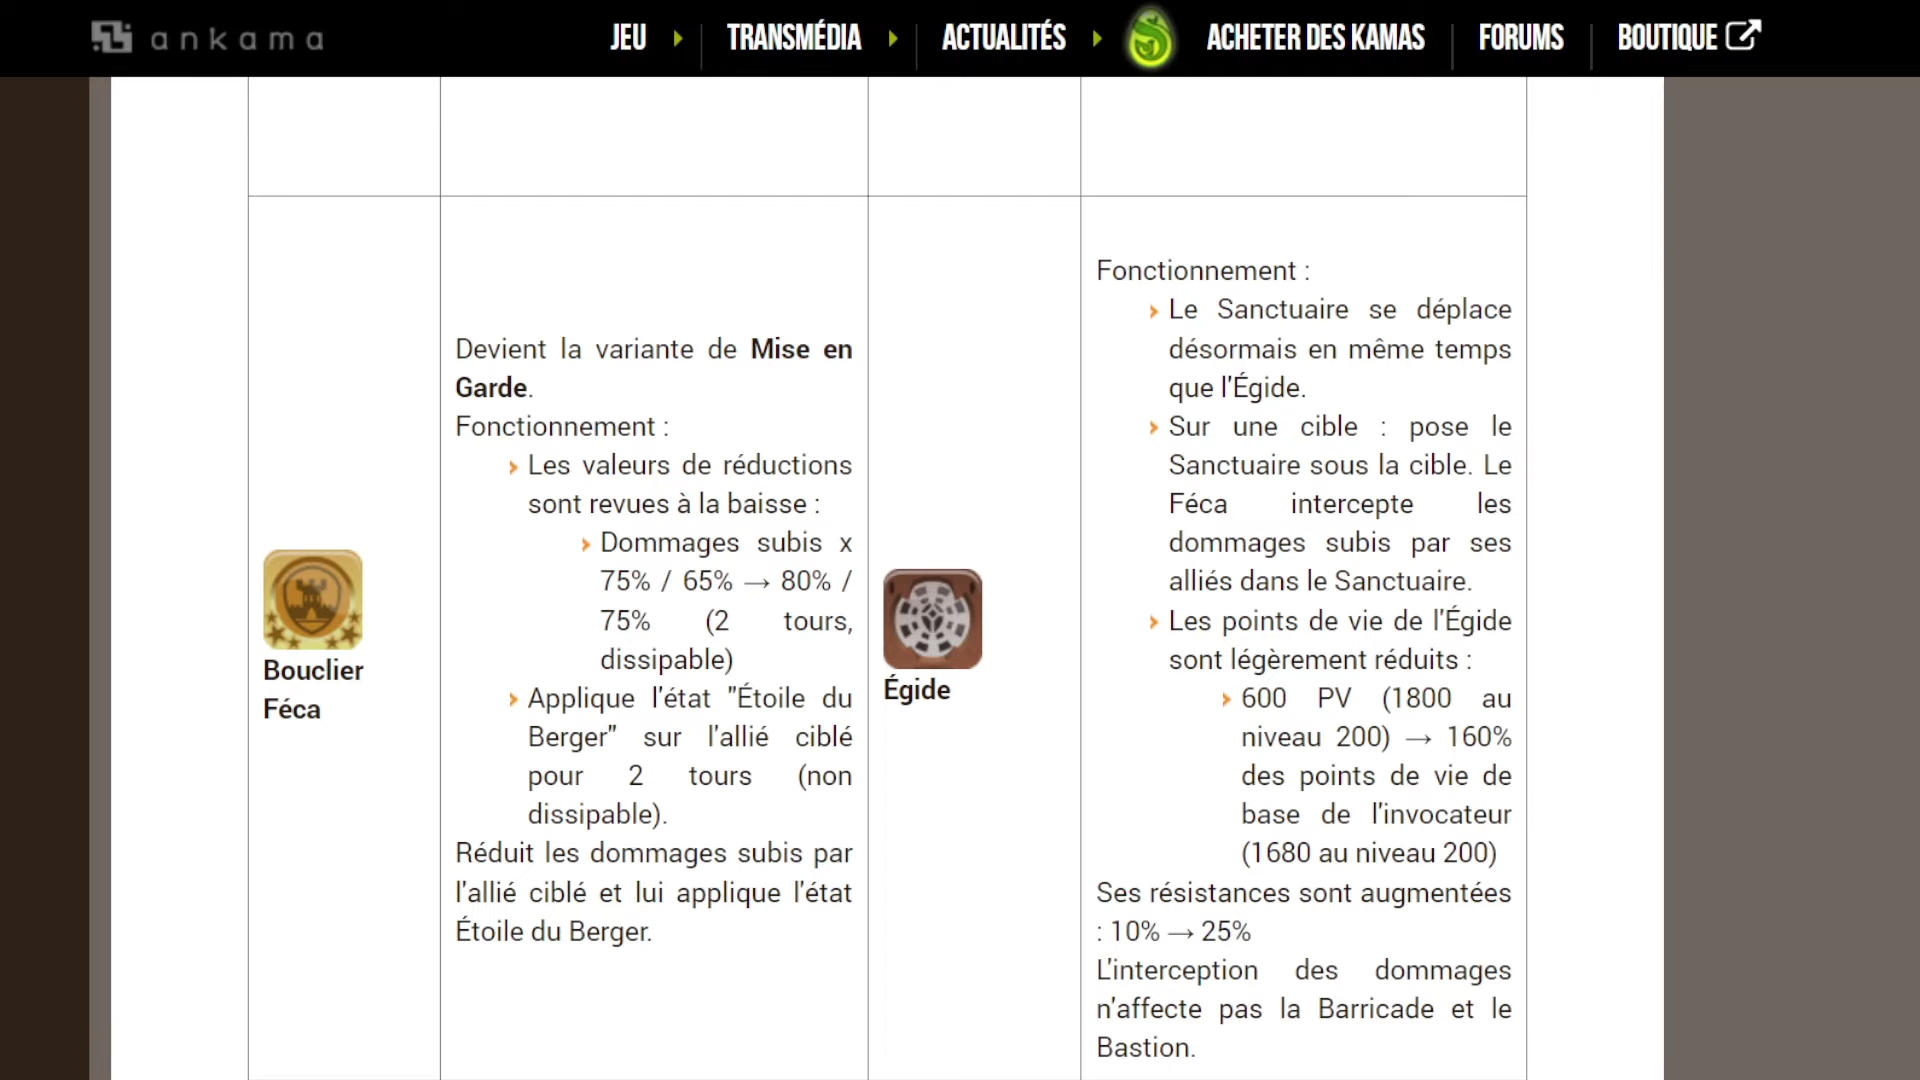 ankama
JEU
TRANSMÉDIA
ACTUALITÉS
ACHETER DES KAMAS
FORUMS
BOUTIQUE
Bouclier
Féca
Devient la variante de Mise en
Garde.
Fonctionnement :
Les valeurs de réductions
sont revues à la baisse :
Dommages subis x
75% / 65% → 80% /
75% (2 tours,
dissipable)
Applique l'état "Étoile du
Berger" sur l'allié ciblé
pour 2 tours (non
dissipable).
Réduit les dommages subis par
l'allié ciblé et lui applique l'état
Étoile du Berger.
Égide
Fonctionnement :
Le Sanctuaire se déplace
désormais en même temps
que l'Égide.
Sur une cible : pose le
Sanctuaire sous la cible. Le
Féca intercepte les
dommages subis par ses
alliés dans le Sanctuaire.
Les points de vie de l'Égide
sont légèrement réduits :
600 PV (1800 au
niveau 200) → 160%
des points de vie de
base de l'invocateur
(1680 au niveau 200)
Ses résistances sont augmentées
: 10% → 25%
L'interception des dommages
n'affecte pas la Barricade et le
Bastion.